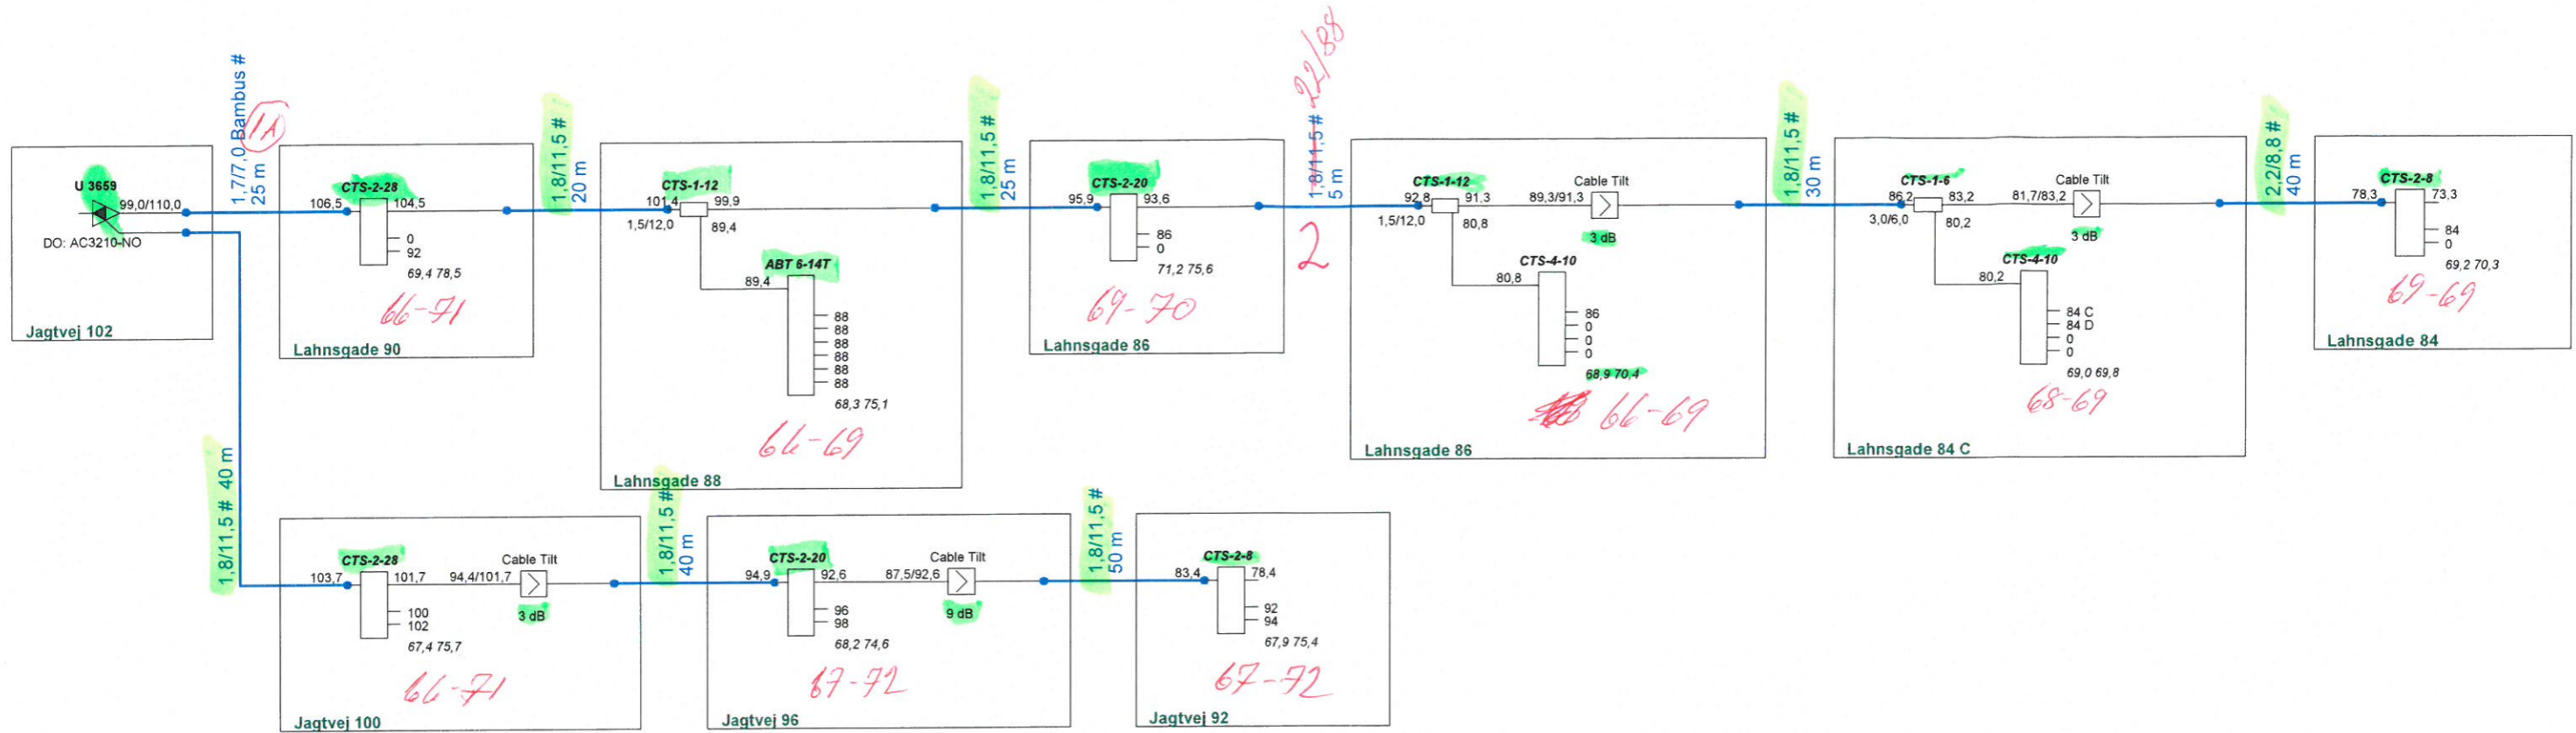 U 3659
99,0/110,0
DO: AC3210-NO
Jagtvej 102
1,7/7,0 Bambus #
25 m
1A
CTS-2-28
106,5
104,5
0
92
69,4 78,5
66-71
Lahnsgade 90
1,8/11,5 #
20 m
CTS-1-12
101,4
99,9
1,5/12,0
89,4
ABT 6-14T
89,4
88
88
88
88
88
88
68,3 75,1
66-69
Lahnsgade 88
1,8/11,5 #
25 m
CTS-2-20
95,9
93,6
86
0
71,2 75,6
69-70
Lahnsgade 86
1,8/11,5 # 22/88
5 m
2
CTS-1-12
92,8
91,3
1,5/12,0
80,8
89,3/91,3
Cable Tilt
3 dB
CTS-4-10
80,8
86
0
0
0
68,9 70,4
66-69
Lahnsgade 86
1,8/11,5 #
30 m
CTS-1-6
86,2
83,2
3,0/6,0
80,2
81,7/83,2
Cable Tilt
3 dB
CTS-4-10
80,2
84 C
84 D
0
0
69,0 69,8
68-69
Lahnsgade 84 C
2,2/8,8 #
40 m
CTS-2-8
78,3
73,3
84
0
69,2 70,3
69-69
Lahnsgade 84
1,8/11,5 # 40 m
CTS-2-28
103,7
101,7
94,4/101,7
Cable Tilt
3 dB
100
102
67,4 75,7
66-71
Jagtvej 100
1,8/11,5 #
40 m
CTS-2-20
94,9
92,6
87,5/92,6
Cable Tilt
9 dB
96
98
68,2 74,6
67-72
Jagtvej 96
1,8/11,5 #
50 m
CTS-2-8
83,4
78,4
92
94
67,9 75,4
67-72
Jagtvej 92